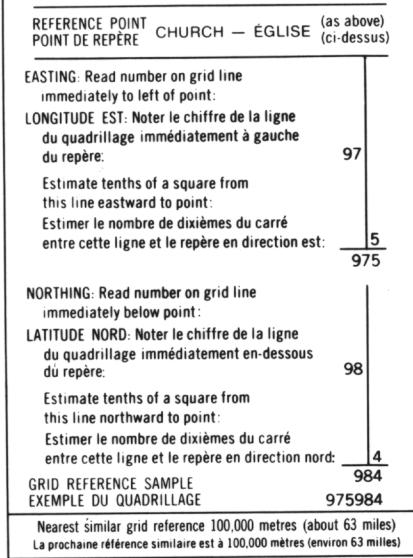 REFERENCE POINT CHURCH — ÉGLISE (as above)
POINT DE REPÈRE (ci-dessus)
EASTING: Read number on grid line
immediately to left of point:
LONGITUDE EST: Noter le chiffre de la ligne
du quadrillage immédiatement à gauche
du repère: 97
Estimate tenths of a square from
this line eastward to point:
Estimer le nombre de dixièmes du carré
entre cette ligne et le repère en direction est: 5
975
NORTHING: Read number on grid line
immediately below point:
LATITUDE NORD: Noter le chiffre de la ligne
du quadrillage immédiatement en-dessous
du repère: 98
Estimate tenths of a square from
this line northward to point:
Estimer le nombre de dixièmes du carré
entre cette ligne et le repère en direction nord: 4
GRID REFERENCE SAMPLE 984
EXEMPLE DU QUADRILLAGE 975984
Nearest similar grid reference 100,000 metres (about 63 miles)
La prochaine référence similaire est à 100,000 mètres (environ 63 milles)